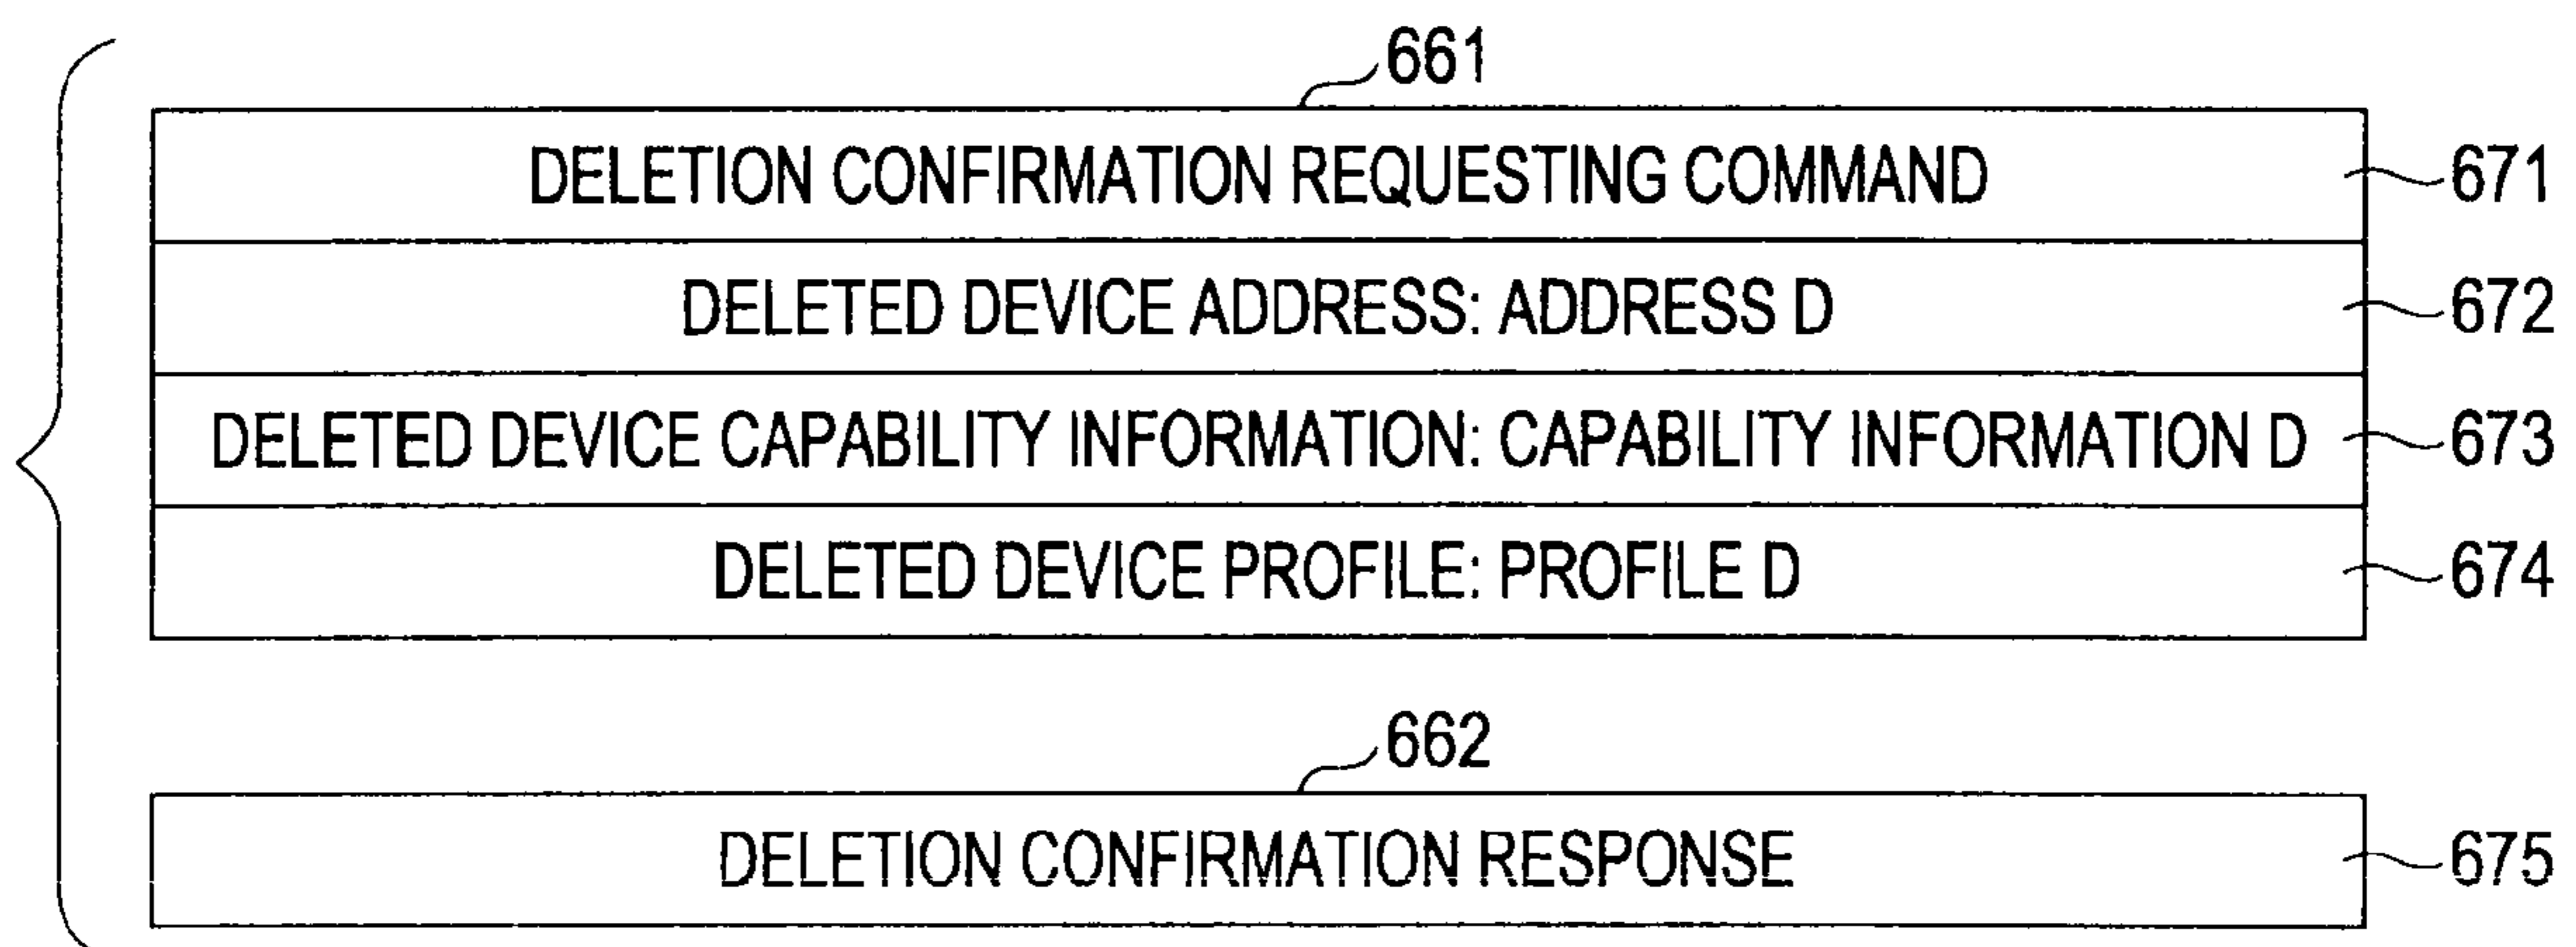 661
DELETION CONFIRMATION REQUESTING COMMAND 671
DELETED DEVICE ADDRESS: ADDRESS D 672
DELETED DEVICE CAPABILITY INFORMATION: CAPABILITY INFORMATION D 673
DELETED DEVICE PROFILE: PROFILE D 674
662
DELETION CONFIRMATION RESPONSE 675